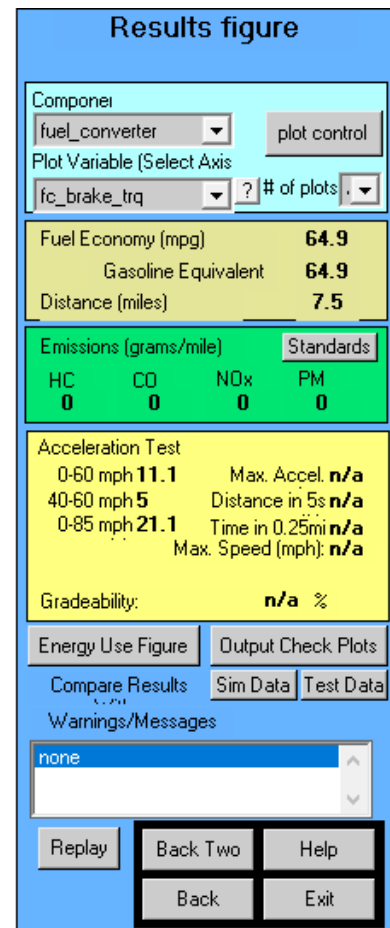 Results figure
Componer
fuel_converter
plot control
Plot Variable (Select Axis
fc_brake_trq ? # of plots
Fuel Economy (mpg) 64.9
Gasoline Equivalent 64.9
Distance (miles) 7.5
Emissions (grams/mile) Standards
HC CO NOx PM
0 0 0 0
Acceleration Test
0-60 mph 11.1 Max. Accel. n/a
40-60 mph 5 Distance in 5s n/a
0-85 mph 21.1 Time in 0.25mi n/a
Max. Speed (mph): n/a
Gradeability: n/a %
Energy Use Figure Output Check Plots
Compare Results Sim Data Test Data
Warnings/Messages
none
Replay Back Two Help
Back Exit